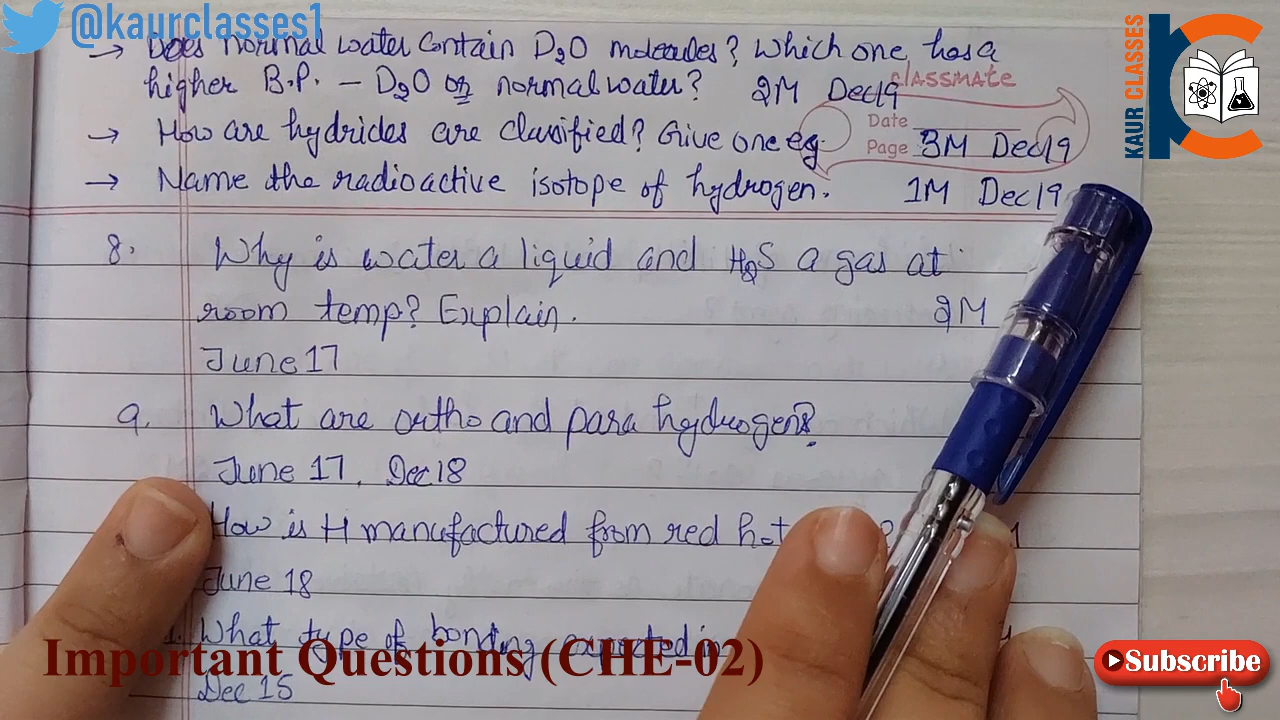 @kaurclasses1
→ Does normal water contain D2O molecules? Which one has a
higher B.P. — D2O or normal water? 2M Dec19
CLASSMATE
Date
→ How are hydrides are classified? Give one eg. 3M Dec19
Page
→ Name the radioactive isotope of hydrogen. 1M Dec19
8. Why is water a liquid and H2S a gas at
room temp? Explain. 2M
June 17
9. What are ortho and para hydrogens?
June 17, Dec 18
How is H manufactured from red hot
June 18
What type of bonding expected in
Important Questions (CHE-02)
Dec 15
KAUR CLASSES
Subscribe